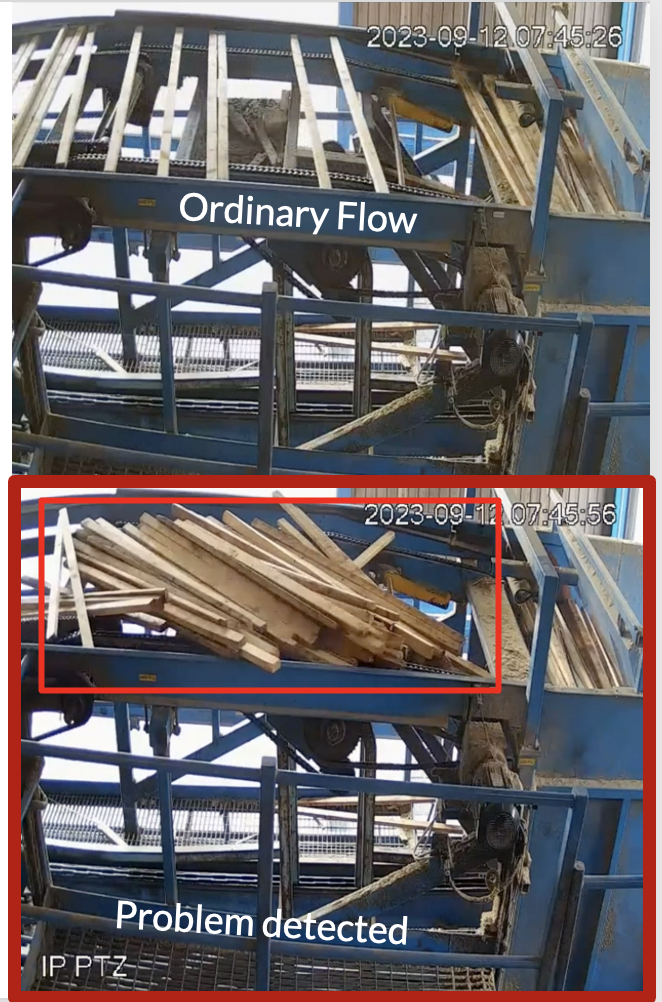 2023-09-12 07:45:26
Ordinary Flow
2023-09-12 07:45:56
Problem detected
IP PTZ